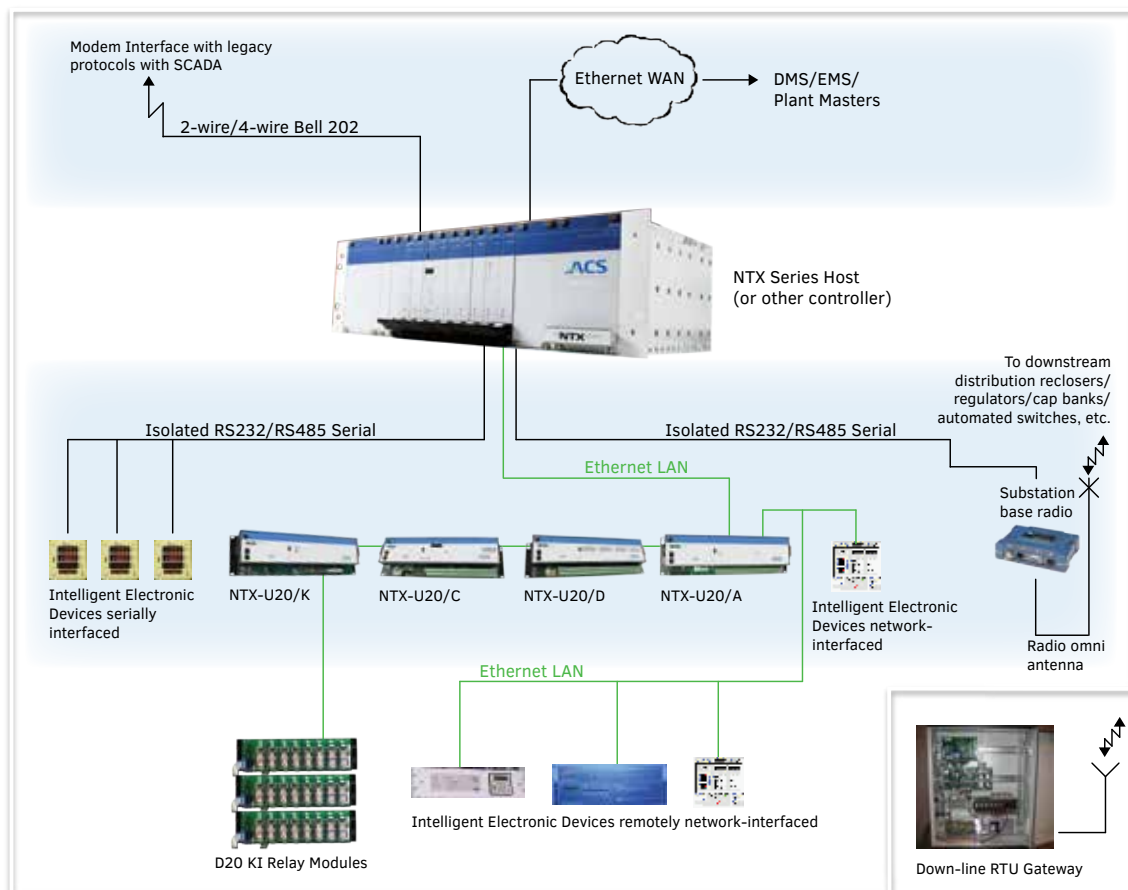 Modem Interface with legacy
protocols with SCADA
Ethernet WAN
DMS/EMS/
Plant Masters
2-wire/4-wire Bell 202
ACS
NTX
NTX Series Host
(or other controller)
To downstream
distribution reclosers/
regulators/cap banks/
automated switches, etc.
Isolated RS232/RS485 Serial
Isolated RS232/RS485 Serial
Ethernet LAN
Substation
base radio
Intelligent Electronic
Devices serially
interfaced
NTX-U20/K
NTX-U20/C
NTX-U20/D
NTX-U20/A
Intelligent Electronic
Devices network-
interfaced
Radio omni
antenna
Ethernet LAN
D20 KI Relay Modules
Intelligent Electronic Devices remotely network-interfaced
Down-line RTU Gateway